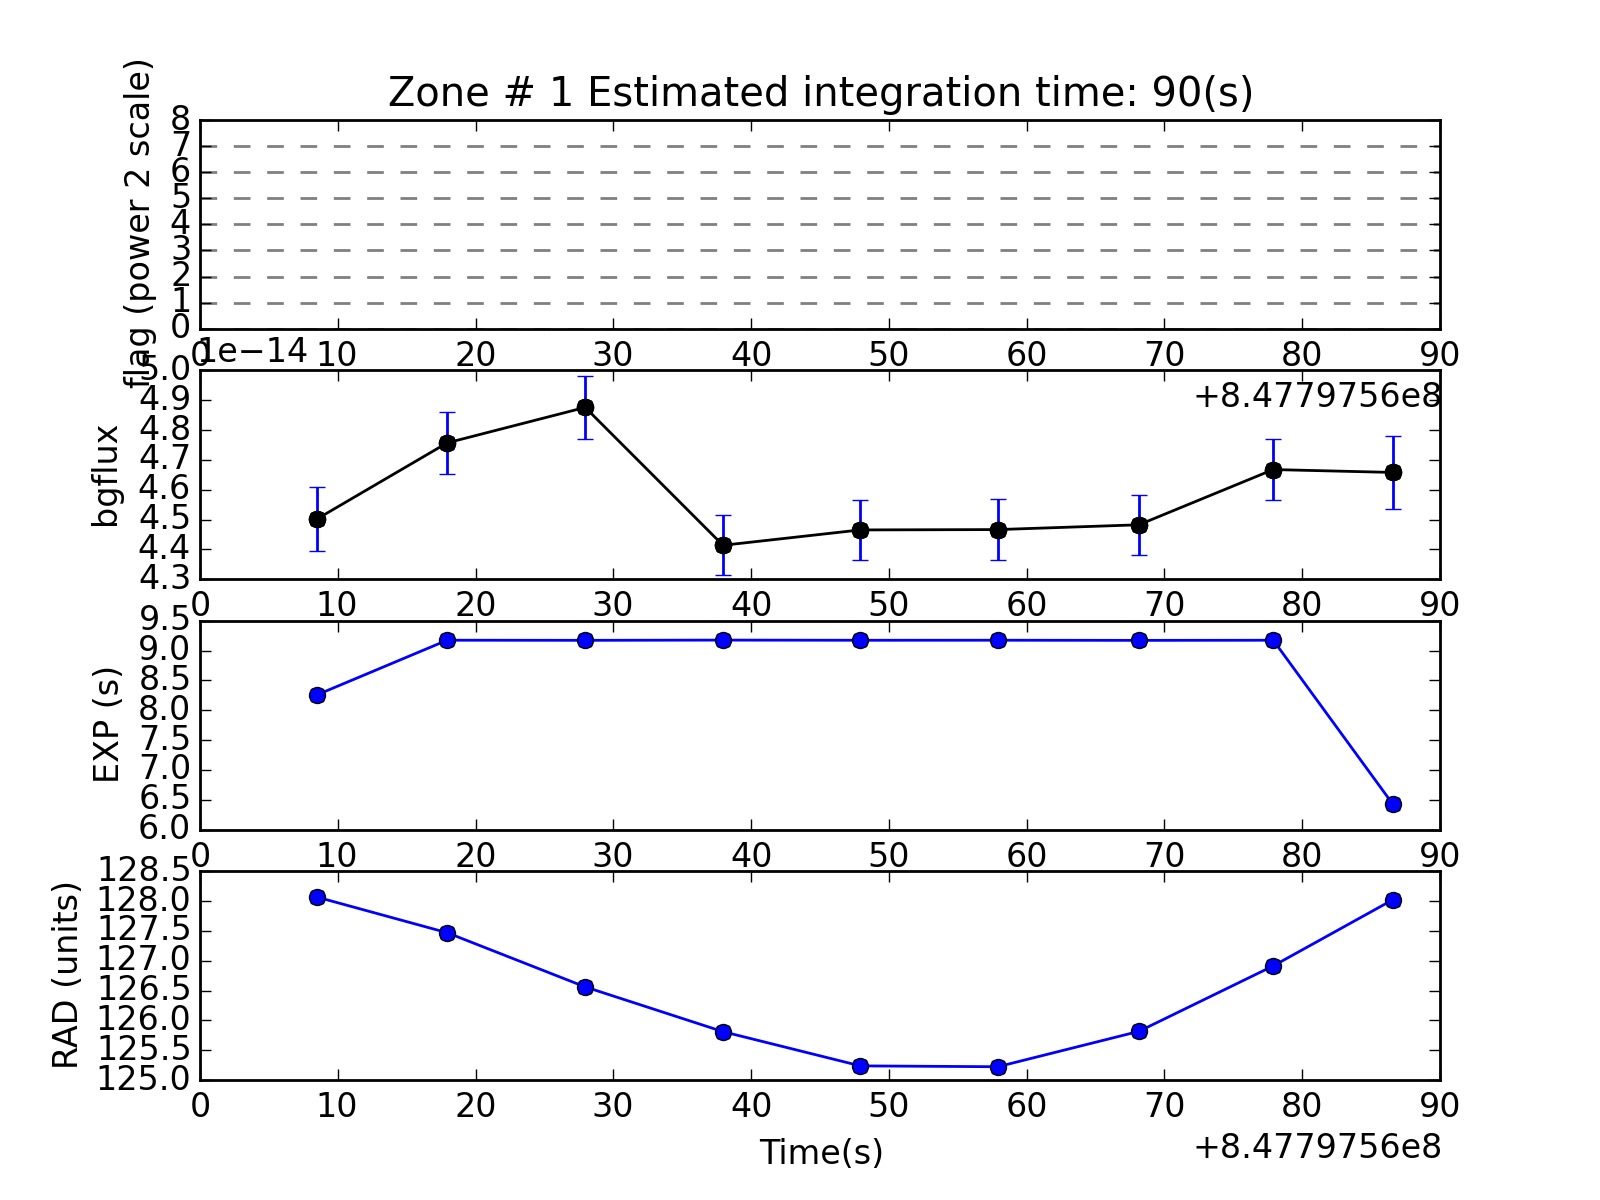 Zone # 1 Estimated integration time: 90(s)
flag (power 2 scale)
8
7
6
5
4
3
2
1
0
0 10 20 30 40 50 60 70 80 90
1e−14
+8.4779756e8
bgflux
5.0
4.9
4.8
4.7
4.6
4.5
4.4
4.3
0 10 20 30 40 50 60 70 80 90
EXP (s)
9.5
9.0
8.5
8.0
7.5
7.0
6.5
6.0
0 10 20 30 40 50 60 70 80 90
RAD (units)
128.5
128.0
127.5
127.0
126.5
126.0
125.5
125.0
0 10 20 30 40 50 60 70 80 90
Time(s)
+8.4779756e8